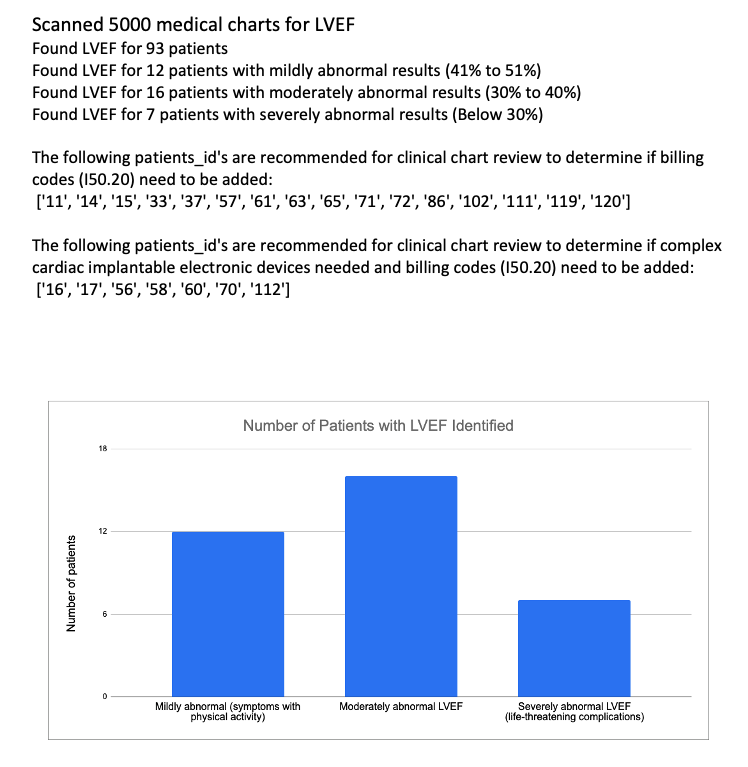 Scanned 5000 medical charts for LVEF
Found LVEF for 93 patients
Found LVEF for 12 patients with mildly abnormal results (41% to 51%)
Found LVEF for 16 patients with moderately abnormal results (30% to 40%)
Found LVEF for 7 patients with severely abnormal results (Below 30%)
The following patients_id's are recommended for clinical chart review to determine if billing
codes (I50.20) need to be added:
['11', '14', '15', '33', '37', '57', '61', '63', '65', '71', '72', '86', '102', '111', '119', '120']
The following patients_id's are recommended for clinical chart review to determine if complex
cardiac implantable electronic devices needed and billing codes (I50.20) need to be added:
['16', '17', '56', '58', '60', '70', '112']
Number of Patients with LVEF Identified
Number of patients
18
12
6
0
Mildly abnormal (symptoms with
physical activity)
Moderately abnormal LVEF
Severely abnormal LVEF
(life-threatening complications)